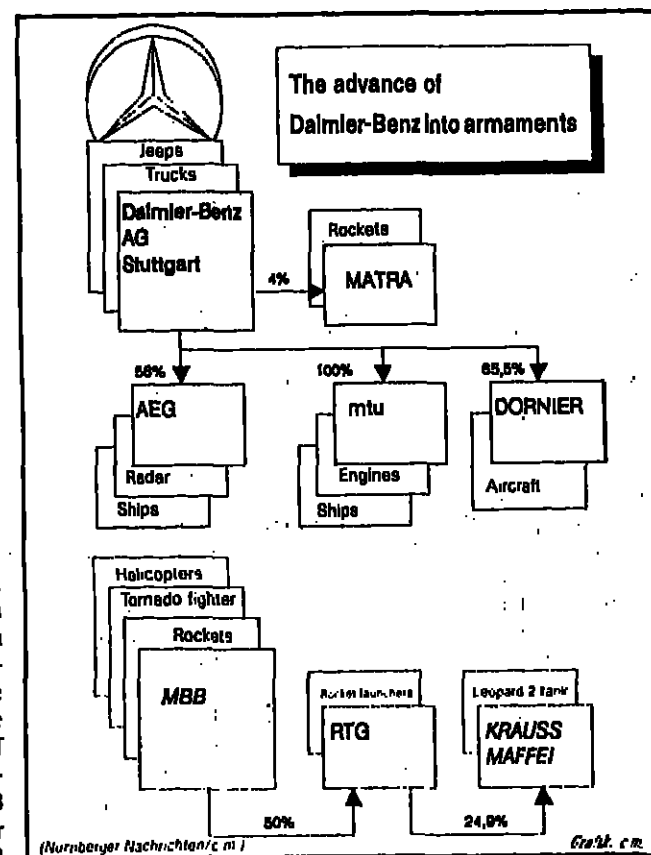 The advance of
Daimler-Benz into armaments
Jeeps
Trucks
Daimler-Benz
AG
Stuttgart
4%
Rockets
MATRA
56%
AEG
Radar
Ships
100%
mtu
Engines
Ships
65,5%
DORNIER
Aircraft
Helicopters
Tornado fighter
Rockets
MBB
50%
Rocket launchers
RTG
24,9%
Leopard 2 tank
KRAUSS
MAFFEI
(Nürnberger Nachrichten/c m)
Grafik: c m